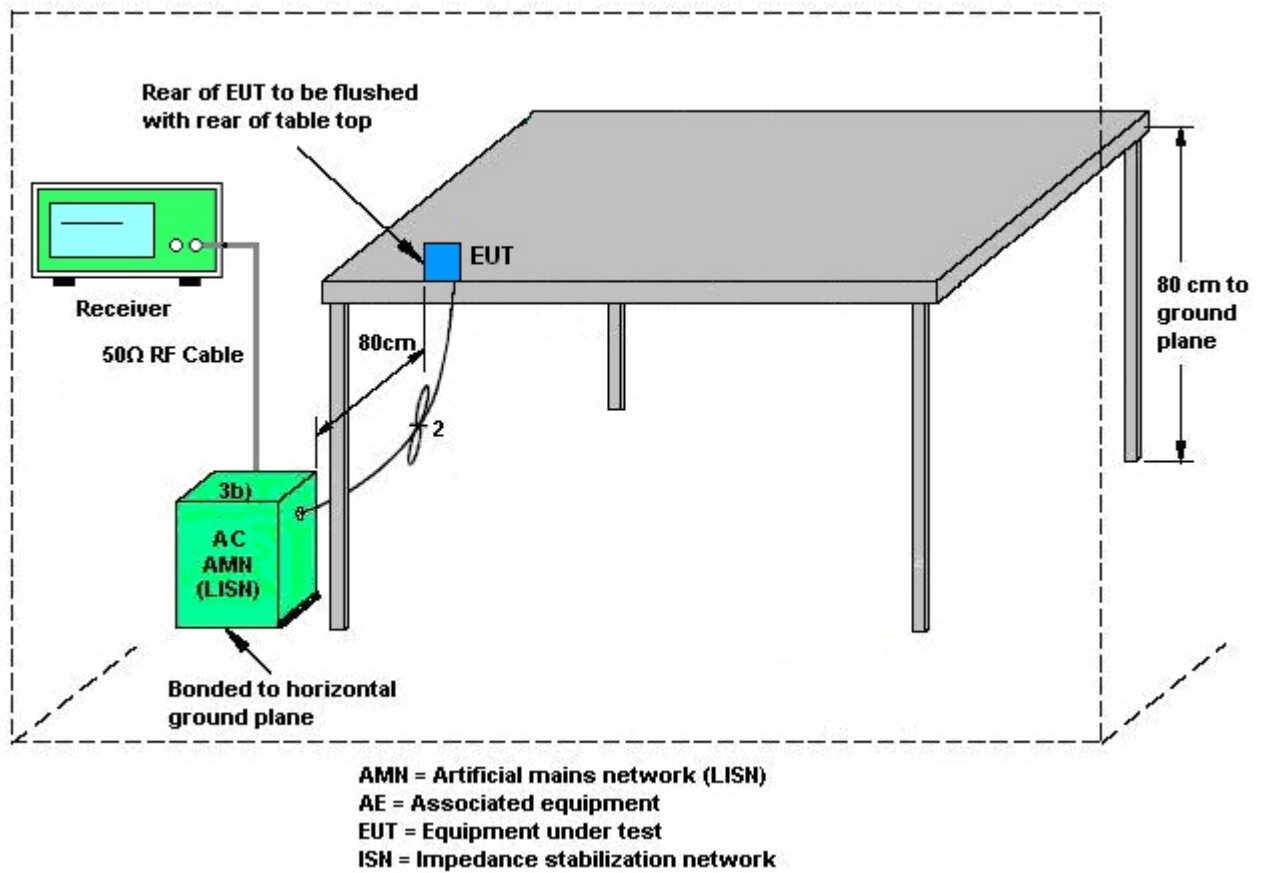 Rear of EUT to be flushed
with rear of table top
EUT
Receiver
50Ω RF Cable
80cm
2
80 cm to
ground
plane
3b)
AC
AMN
(LISN)
Bonded to horizontal
ground plane
AMN = Artificial mains network (LISN)
AE = Associated equipment
EUT = Equipment under test
ISN = Impedance stabilization network